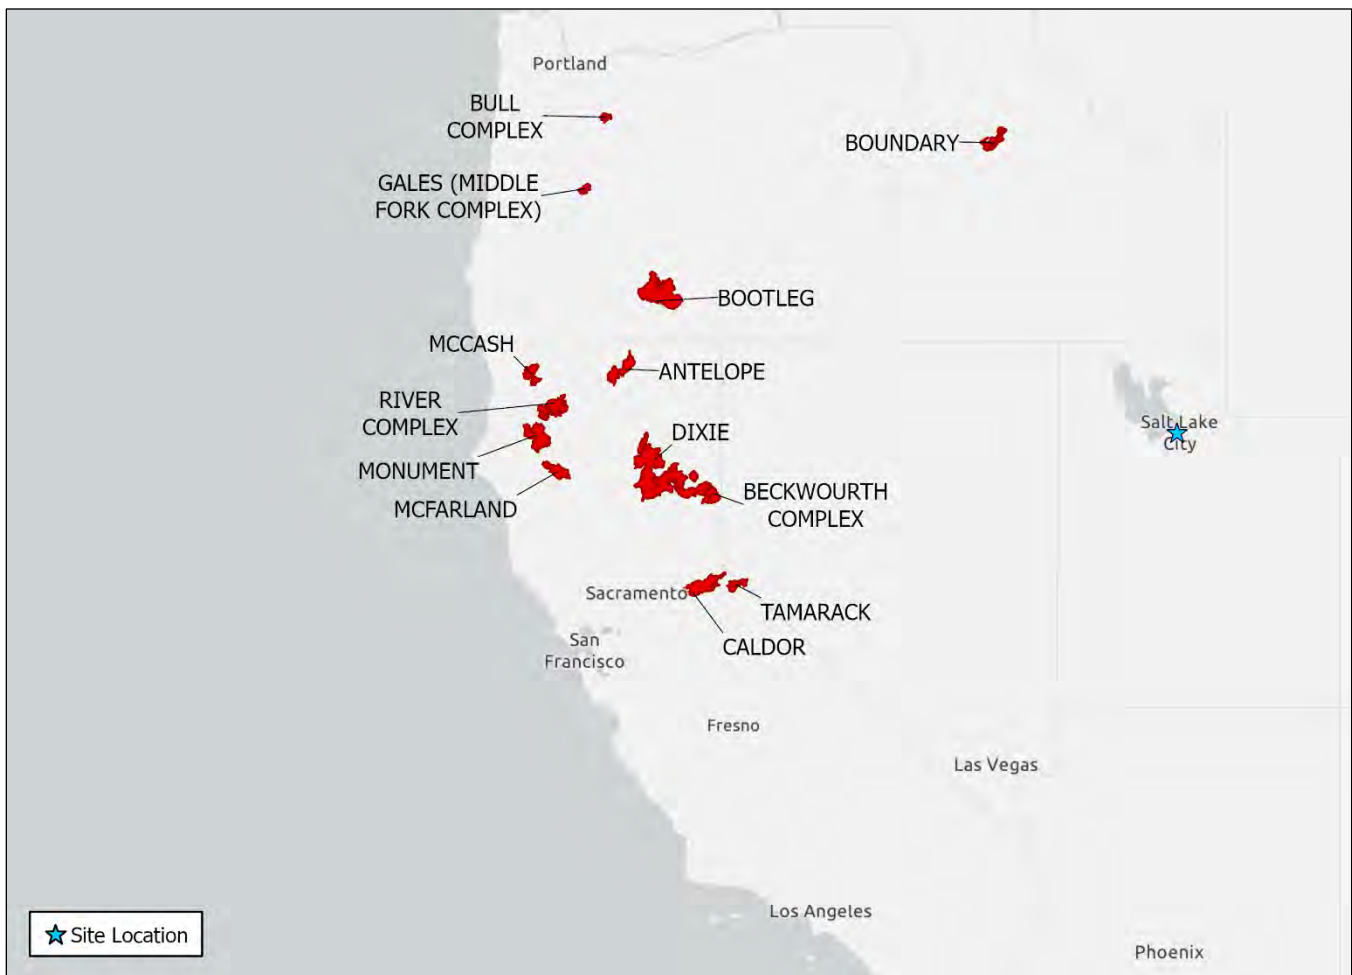 Portland
BULL
COMPLEX
BOUNDARY
GALES (MIDDLE
FORK COMPLEX)
BOOTLEG
MCCASH
ANTELOPE
RIVER
COMPLEX
DIXIE
Salt Lake
City
MONUMENT
MCFARLAND
BECKWOURTH
COMPLEX
Sacramento
TAMARACK
CALDOR
San
Francisco
Fresno
Las Vegas
Los Angeles
Site Location
Phoenix